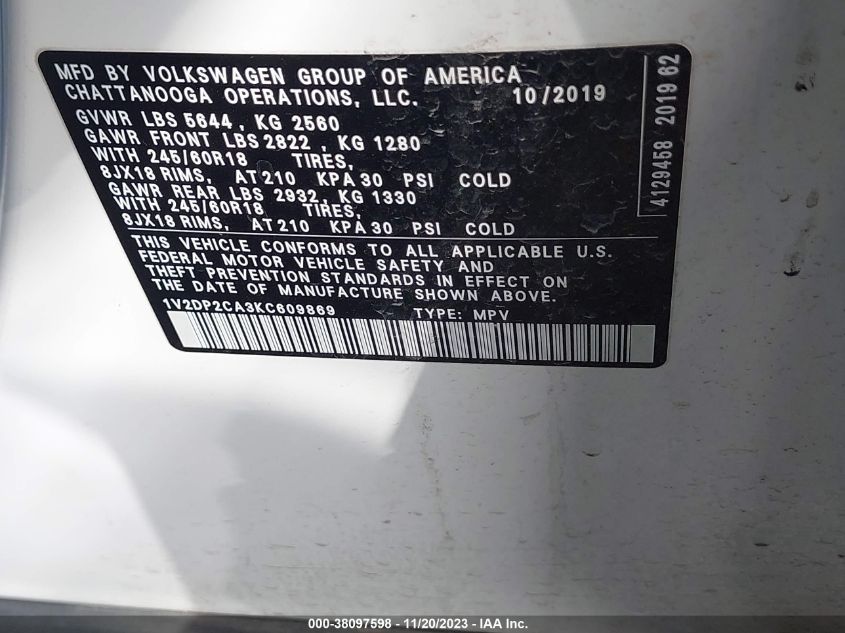 MFD BY VOLKSWAGEN GROUP OF AMERICA
CHATTANOOGA OPERATIONS, LLC. 10/2019
GVWR LBS 5644 , KG 2560
GAWR FRONT LBS 2822 , KG 1280
WITH 245/60R18 TIRES,
8JX18 RIMS, AT 210 KPA 30 PSI COLD
GAWR REAR LBS 2932, KG 1330
WITH 245/60R18 TIRES,
8JX18 RIMS, AT 210 KPA 30 PSI COLD
THIS VEHICLE CONFORMS TO ALL APPLICABLE U.S.
FEDERAL MOTOR VEHICLE SAFETY AND
THEFT PREVENTION STANDARDS IN EFFECT ON
THE DATE OF MANUFACTURE SHOWN ABOVE.
1V2DP2CA3KC609869 TYPE: MPV
4129458 2019 62
000-38097598 - 11/20/2023 - IAA Inc.